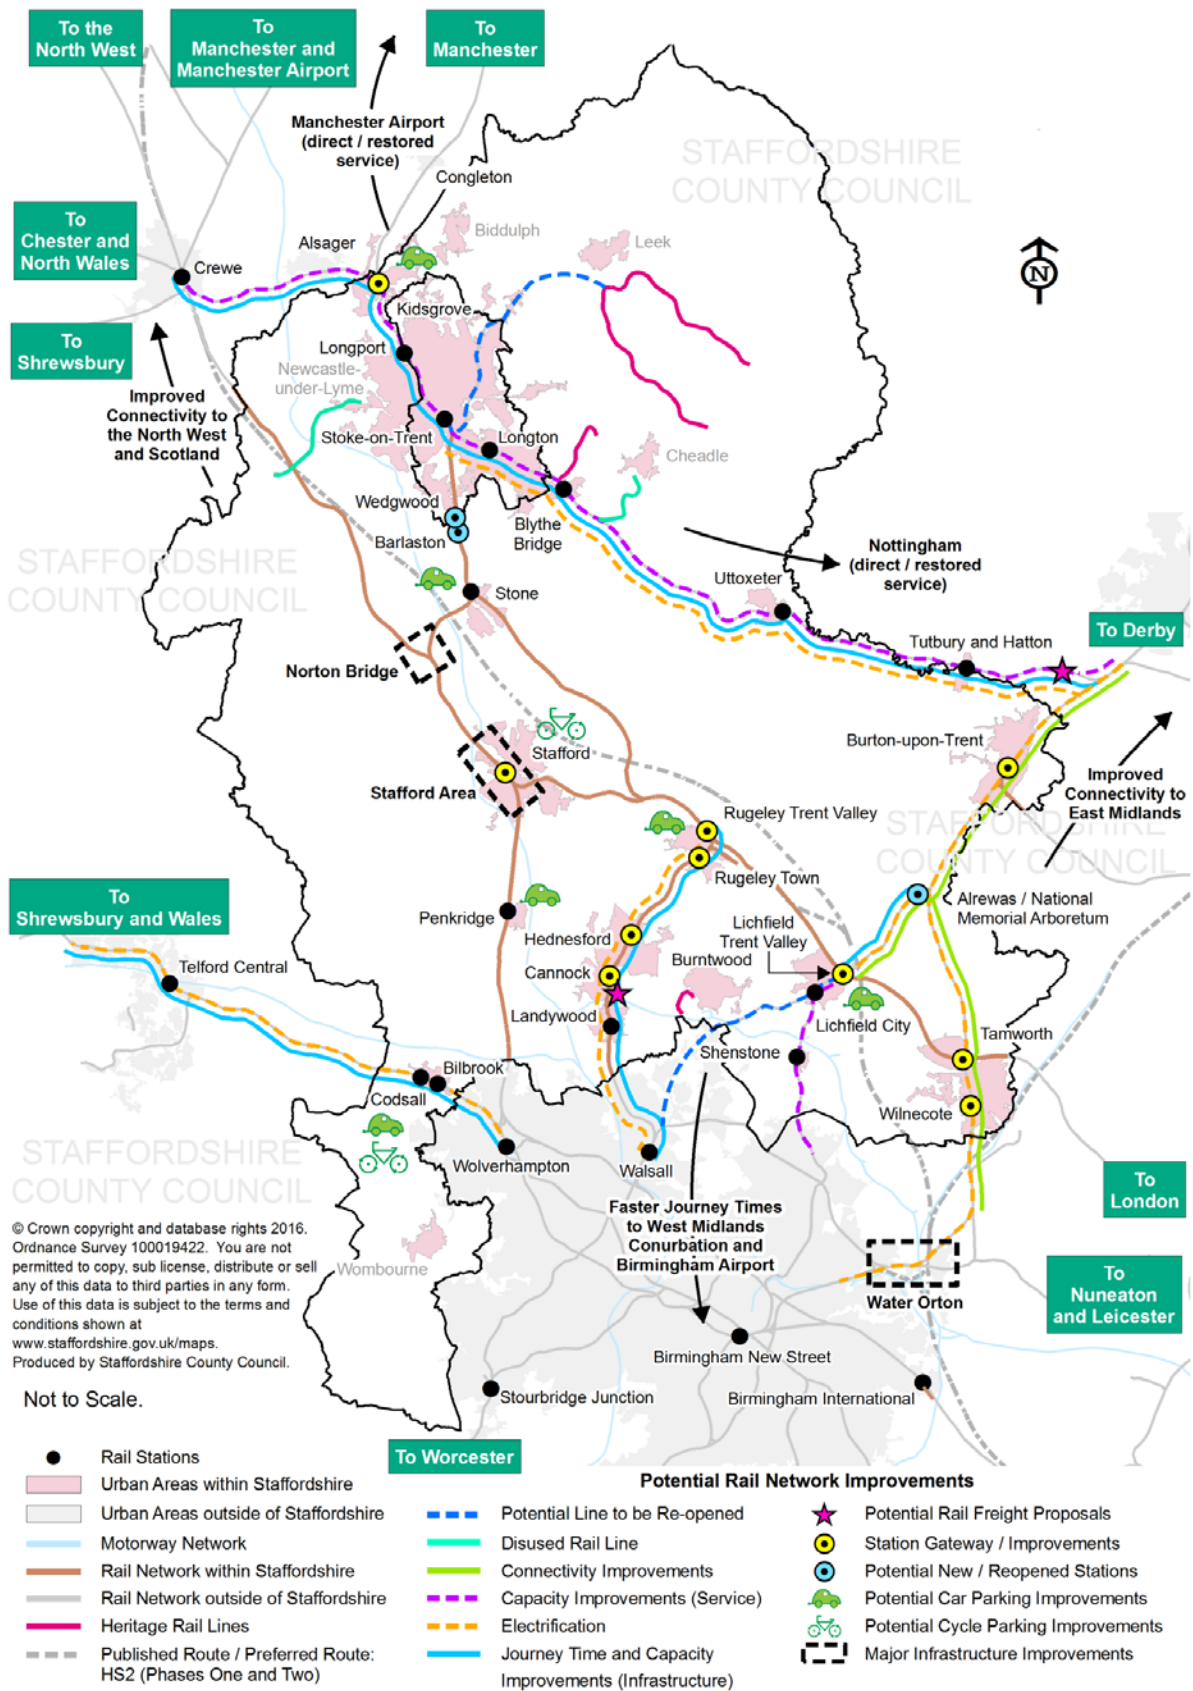 To the
North West
To
Manchester and
Manchester Airport
To
Manchester
Manchester Airport
(direct / restored
service)
STAFFORDSHIRE
COUNTY COUNCIL
Congleton
To
Chester and
North Wales
Alsager
Biddulph
Leek
Crewe
N
Kidsgrove
To
Shrewsbury
Longport
Newcastle-
under-Lyme
Improved
Connectivity to
the North West
and Scotland
Stoke-on-Trent
Longton
Cheadle
Wedgwood
Blythe
Bridge
Barlaston
Nottingham
(direct / restored
service)
STAFFORDSHIRE
COUNTY COUNCIL
Uttoxeter
Stone
To Derby
Tutbury and Hatton
Norton Bridge
Burton-upon-Trent
Stafford
Improved
Connectivity to
East Midlands
Stafford Area
Rugeley Trent Valley
STAFFORDSHIRE
COUNTY COUNCIL
Rugeley Town
To
Shrewsbury and Wales
Penkridge
Alrewas / National
Memorial Arboretum
Lichfield
Trent Valley
Hednesford
Burntwood
Telford Central
Cannock
Landywood
Lichfield City
Tamworth
Shenstone
Bilbrook
Codsall
Wilnecote
STAFFORDSHIRE
COUNTY COUNCIL
Wolverhampton
Walsall
To
London
Faster Journey Times
to West Midlands
Conurbation and
Birmingham Airport
© Crown copyright and database rights 2016.
Ordnance Survey 100019422. You are not
permitted to copy, sub license, distribute or sell
any of this data to third parties in any form.
Use of this data is subject to the terms and
conditions shown at
www.staffordshire.gov.uk/maps.
Produced by Staffordshire County Council.
Wombourne
To
Nuneaton
and Leicester
Water Orton
Birmingham New Street
Not to Scale.
Stourbridge Junction
Birmingham International
To Worcester
Rail Stations
Urban Areas within Staffordshire
Urban Areas outside of Staffordshire
Motorway Network
Rail Network within Staffordshire
Rail Network outside of Staffordshire
Heritage Rail Lines
Published Route / Preferred Route:
HS2 (Phases One and Two)
Potential Rail Network Improvements
Potential Line to be Re-opened
Disused Rail Line
Connectivity Improvements
Capacity Improvements (Service)
Electrification
Journey Time and Capacity
Improvements (Infrastructure)
Potential Rail Freight Proposals
Station Gateway / Improvements
Potential New / Reopened Stations
Potential Car Parking Improvements
Potential Cycle Parking Improvements
Major Infrastructure Improvements